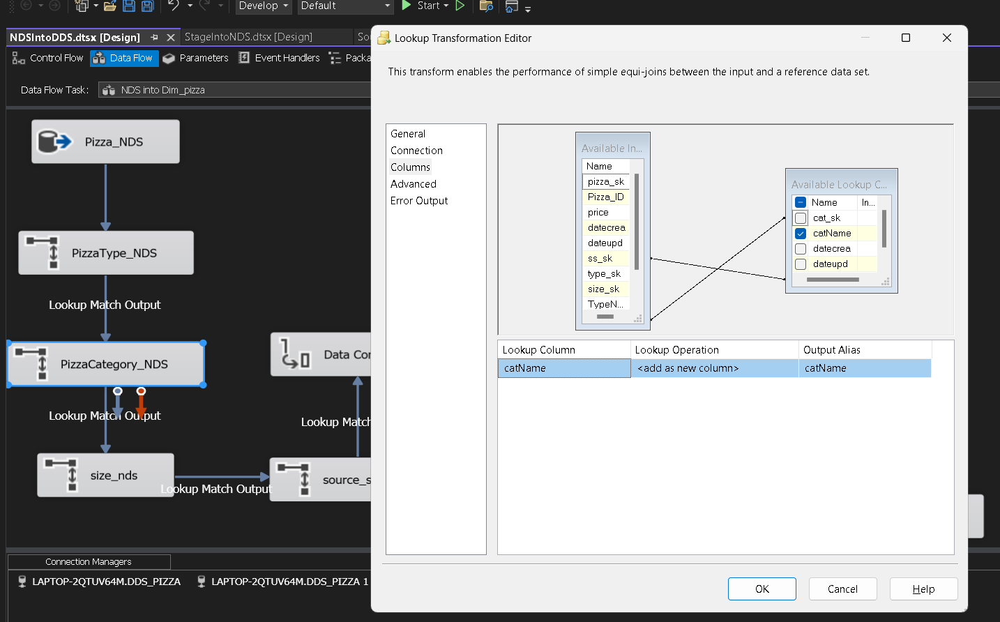 Develop
Default
Start
NDSIntoDDS.dtsx [Design]
StageIntoNDS.dtsx [Design]
Control Flow
Data Flow
Parameters
Event Handlers
Data Flow Task:
NDS into Dim_pizza
Pizza_NDS
PizzaType_NDS
Lookup Match Output
PizzaCategory_NDS
Lookup Match Output
size_nds
Lookup Match Output
Data Con
Lookup Match
source_s
Connection Managers
LAPTOP-2QTUV64M.DDS_PIZZA
LAPTOP-2QTUV64M.DDS_PIZZA 1
Lookup Transformation Editor
This transform enables the performance of simple equi-joins between the input and a reference data set.
General
Connection
Columns
Advanced
Error Output
Available In...
Name
pizza_sk
Pizza_ID
price
datecrea
dateupd
ss_sk
type_sk
size_sk
TypeN...
Available Lookup C...
Name In...
cat_sk
catName
datecrea
dateupd
Lookup Column Lookup Operation Output Alias
catName <add as new column> catName
OK
Cancel
Help